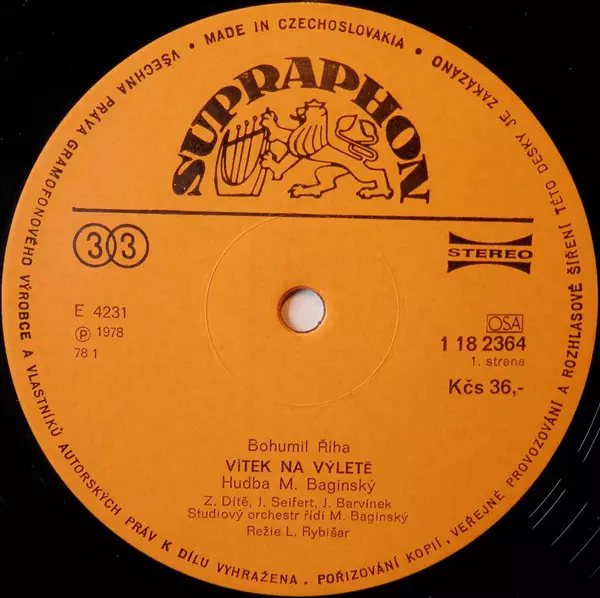 VŠECHNA PRÁVA GRAMOFONOVÉHO VÝROBCE A VLASTNÍKŮ AUTORSKÝCH PRÁV K DÍLU VYHRAŽENA. POŘIZOVÁNÍ KOPIÍ, VEŘEJNÉ PROVOZOVÁNÍ A ROZHLASOVÉ ŠÍŘENÍ TÉTO DESKY JE ZAKÁZÁNO • MADE IN CZECHOSLOVAKIA •
SUPRAPHON
33
STEREO
E 4231
℗ 1978
78 1
OSA
1 18 2364
1. strana
Kčs 36,-
Bohumil Říha
VÍTEK NA VÝLETĚ
Hudba M. Baginský
Z. Dítě, J. Seifert, J. Barvínek
Studiový orchestr řídí M. Baginský
Režie L. Rybišar